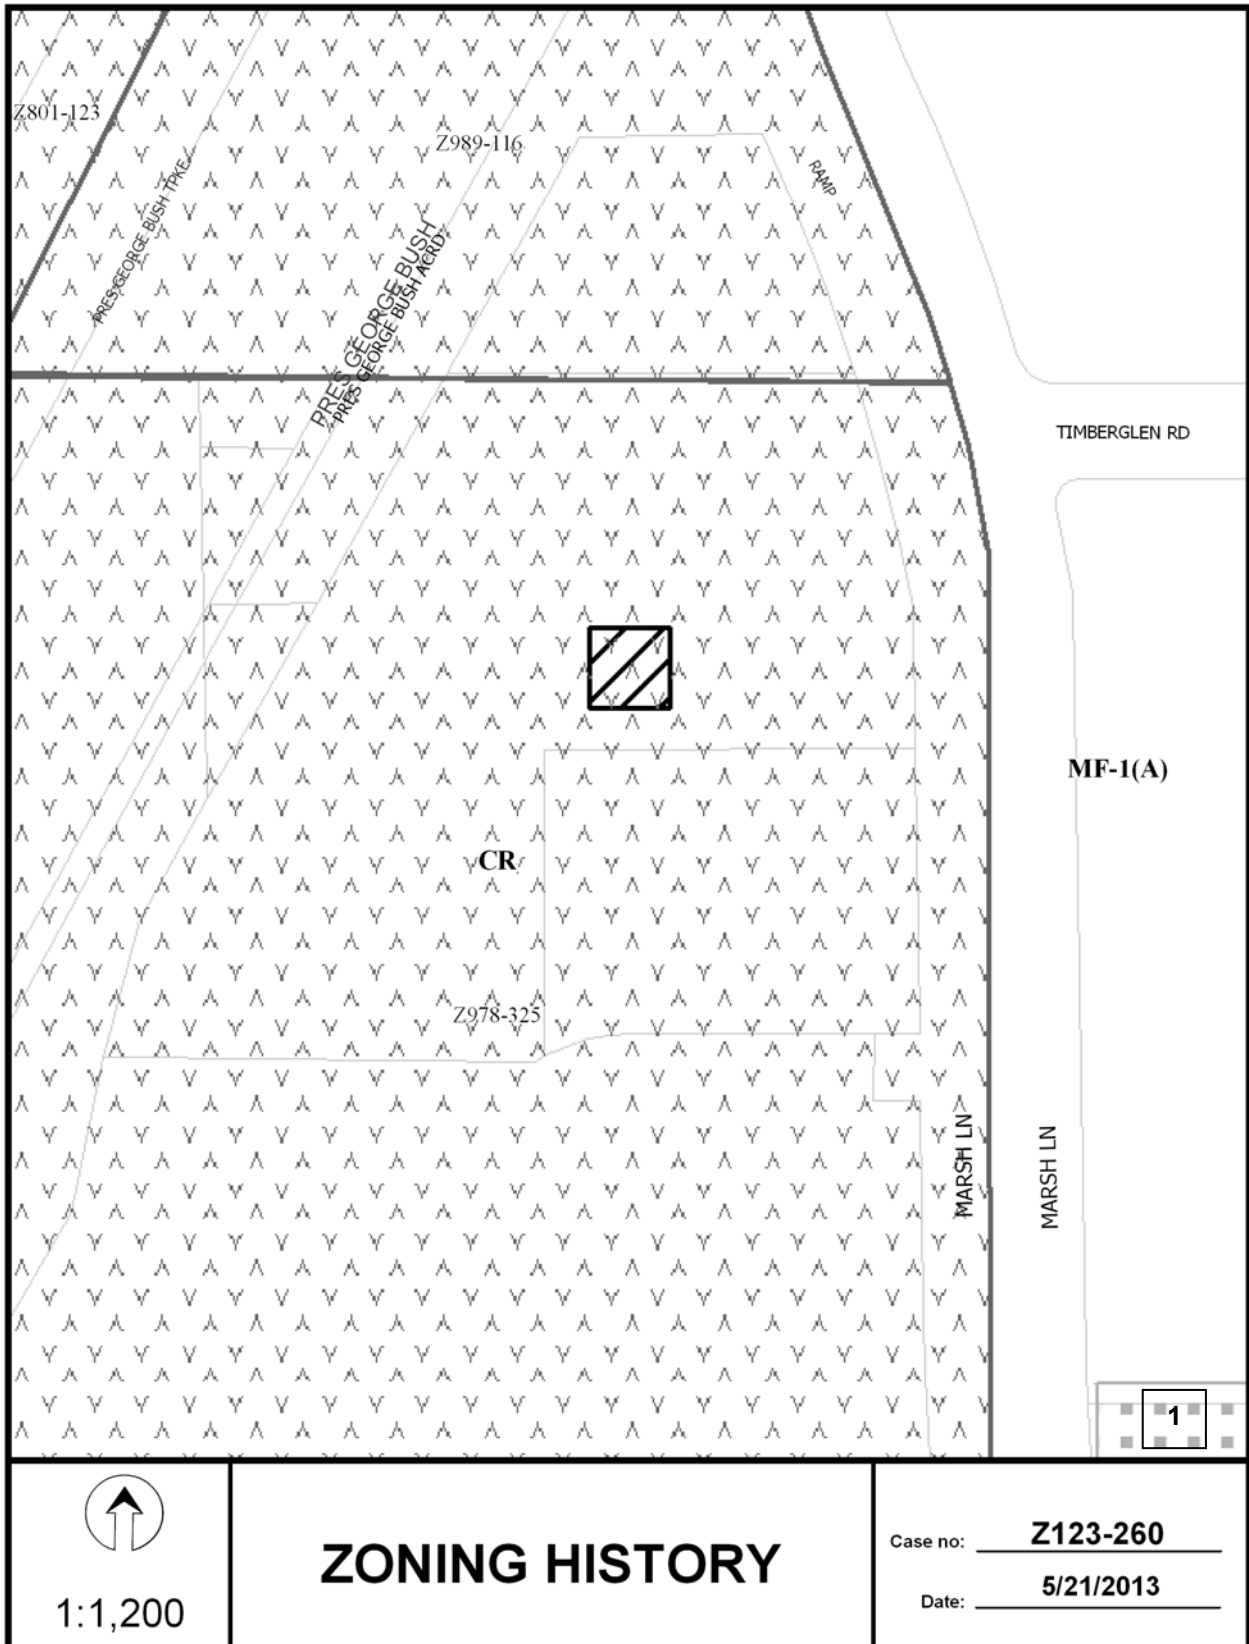 Z801-123
Z989-116
RAMP
PRES GEORGE BUSH TPKE
PRES GEORGE BUSH
PRES GEORGE BUSH ACRD
TIMBERGLEN RD
MF-1(A)
CR
Z978-325
MARSH LN
MARSH LN
1
1:1,200
ZONING HISTORY
Case no: Z123-260
Date: 5/21/2013